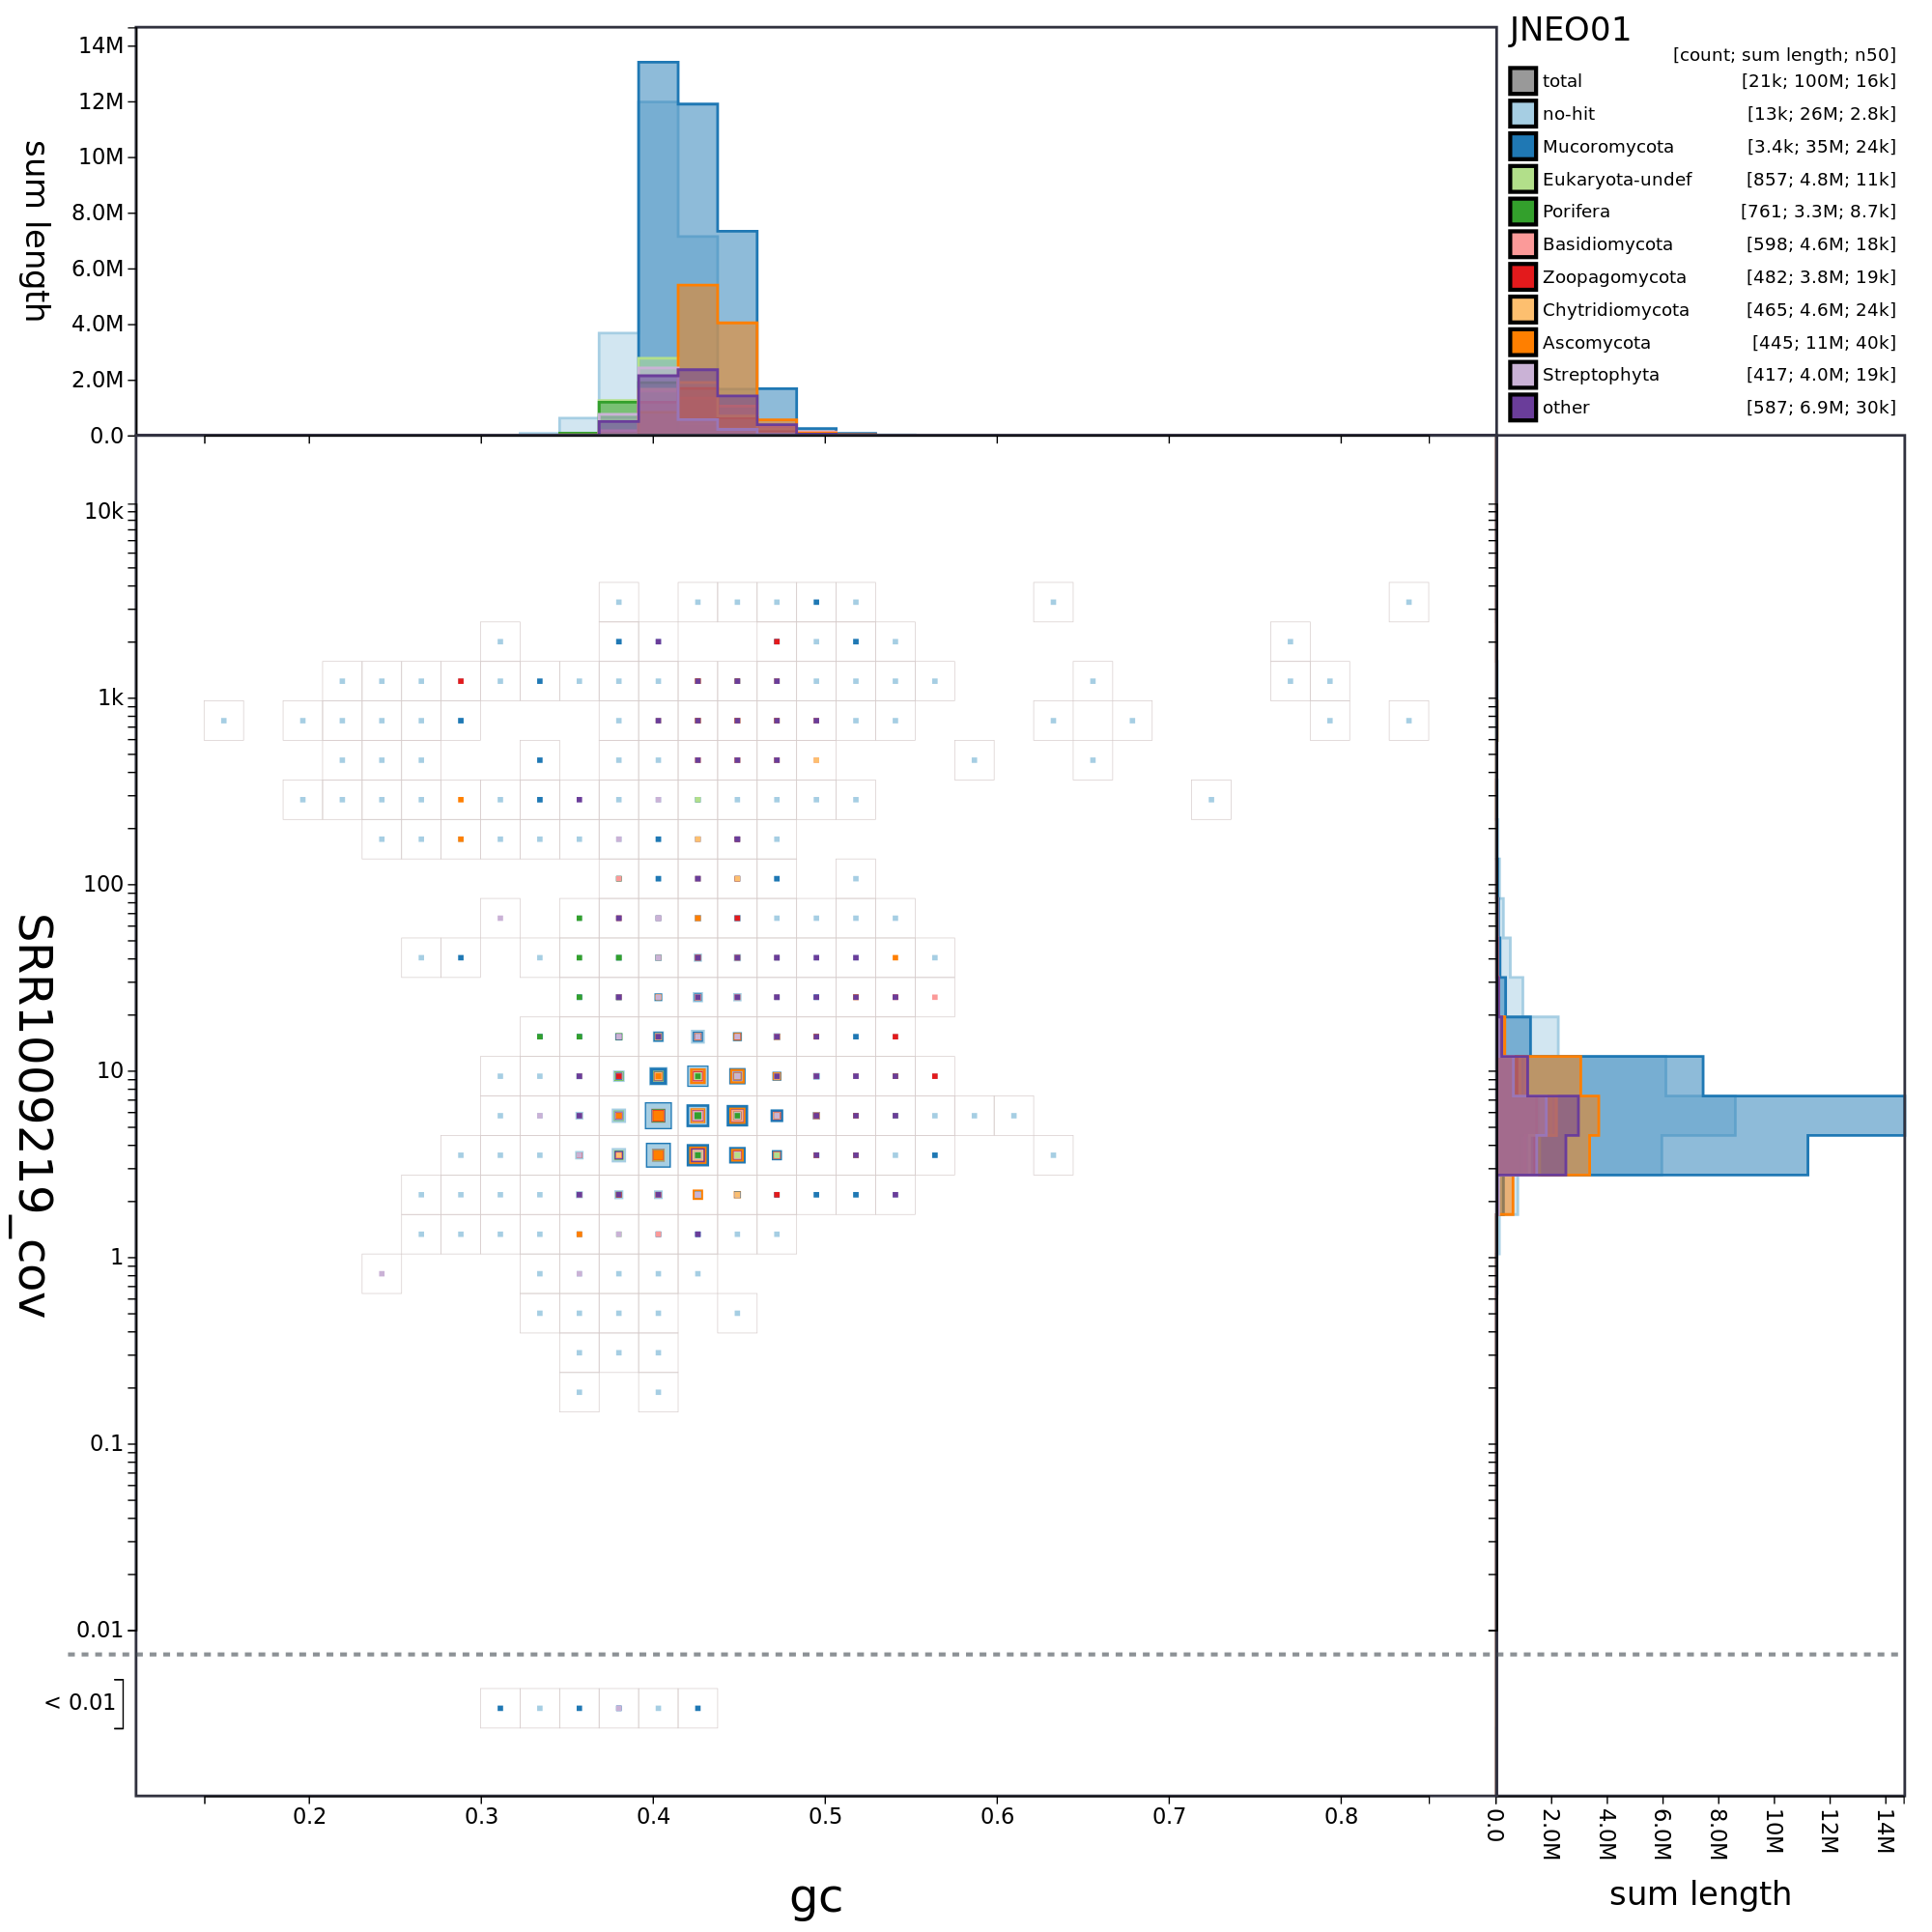 JNEO01
[count; sum length; n50]
total [21k; 100M; 16k]
no-hit [13k; 26M; 2.8k]
Mucoromycota [3.4k; 35M; 24k]
Eukaryota-undef [857; 4.8M; 11k]
Porifera [761; 3.3M; 8.7k]
Basidiomycota [598; 4.6M; 18k]
Zoopagomycota [482; 3.8M; 19k]
Chytridiomycota [465; 4.6M; 24k]
Ascomycota [445; 11M; 40k]
Streptophyta [417; 4.0M; 19k]
other [587; 6.9M; 30k]
sum length
14M
12M
10M
8.0M
6.0M
4.0M
2.0M
0.0
SRR1009219_cov
10k
1k
100
10
1
0.1
0.01
< 0.01
0.2 0.3 0.4 0.5 0.6 0.7 0.8
gc
0.0 2.0M 4.0M 6.0M 8.0M 10M 12M 14M
sum length